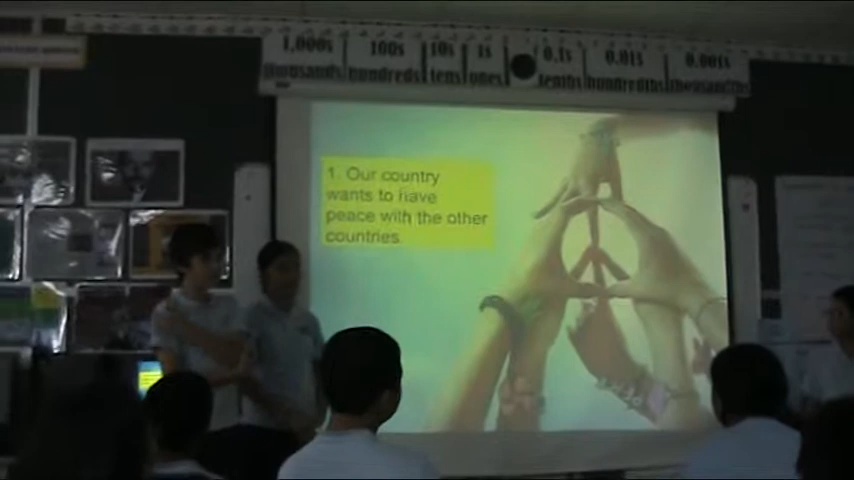 1,000s 100s 10s 1s 0.1s 0.01s 0.001s
thousands hundreds tens ones tenths hundredths thousandths
1. Our country
wants to have
peace with the other
countries.